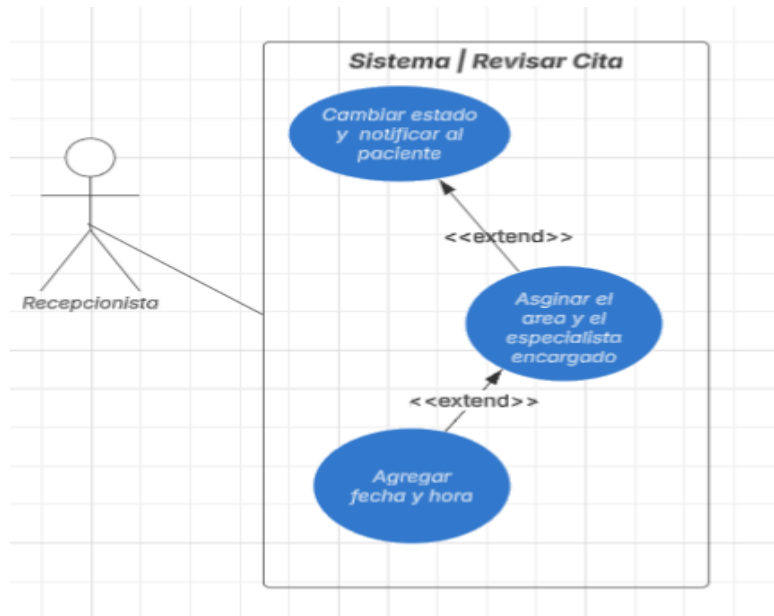 Sistema | Revisar Cita
Cambiar estado
y notificar al
paciente
<<extend>>
Recepcionista
Asginar el
area y el
especialista
encargado
<<extend>>
Agregar
fecha y hora